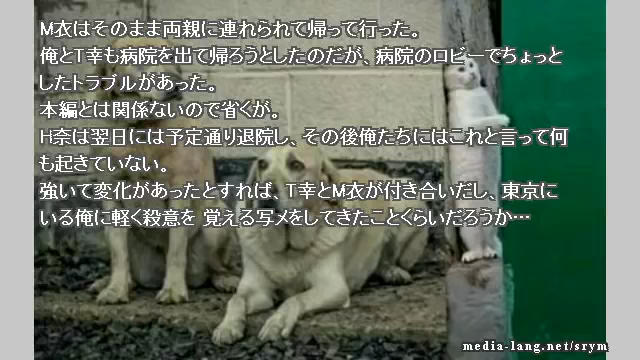 M衣はそのまま両親に連れられて帰って行った。
俺とT幸も病院を出て帰ろうとしたのだが、病院のロビーでちょっと
したトラブルがあった。
本編とは関係ないので省くが。
H奈は翌日には予定通り退院し、その後俺たちにはこれと言って何
も起きていない。
強いて変化があったとすれば、T幸とM衣が付き合いだし、東京に
いる俺に軽く殺意を 覚える写メをしてきたことくらいだろうか…
media-lang.net/srym